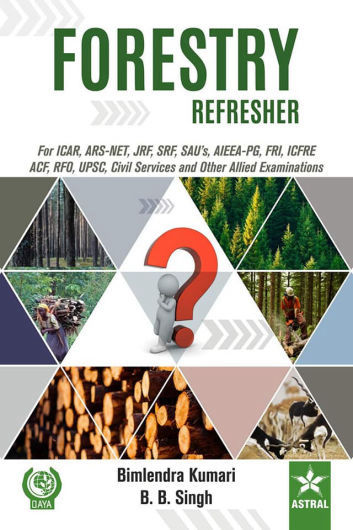 FORESTRY
REFRESHER
For ICAR, ARS-NET, JRF, SRF, SAU's, AIEEA-PG, FRI, ICFRE
ACF, RFO, UPSC, Civil Services and Other Allied Examinations
?
Bimlendra Kumari
B. B. Singh
DAYA
ASTRAL